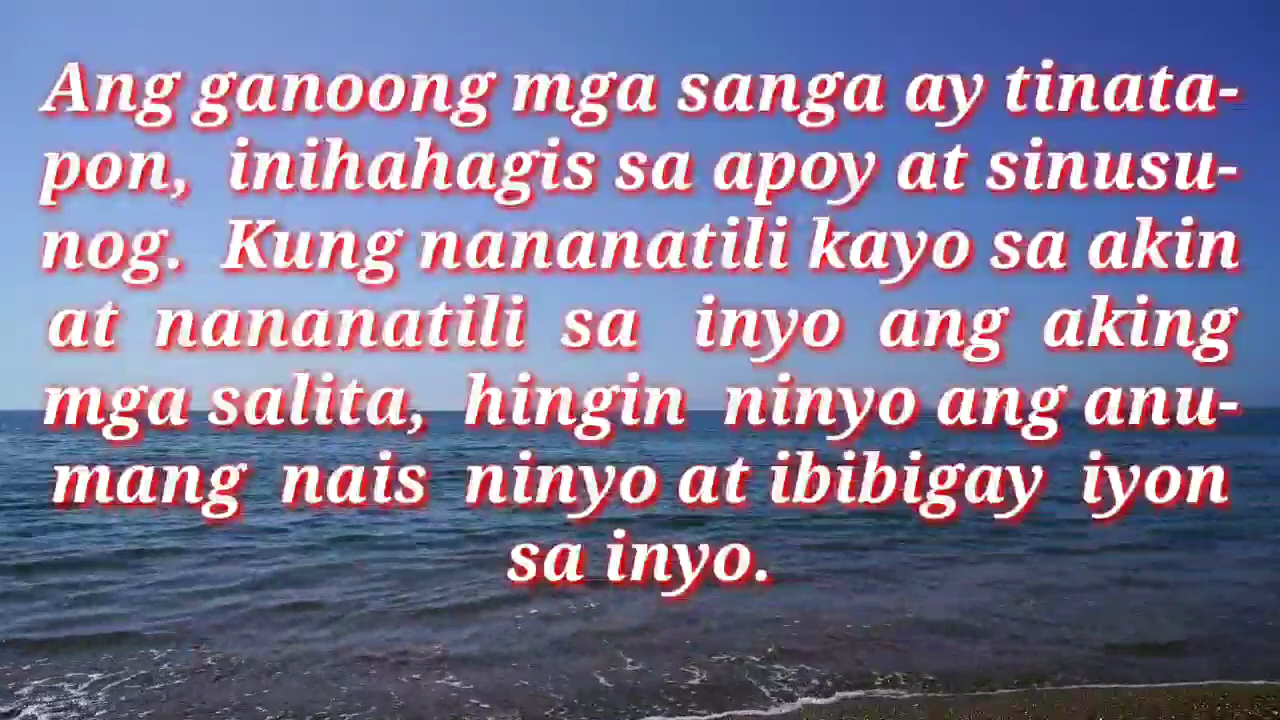 Ang ganoong mga sanga ay tinata-
pon, inihahagis sa apoy at sinusu-
nog. Kung nananatili kayo sa akin
at nananatili sa inyo ang aking
mga salita, hingin ninyo ang anu-
mang nais ninyo at ibibigay iyon
sa inyo.